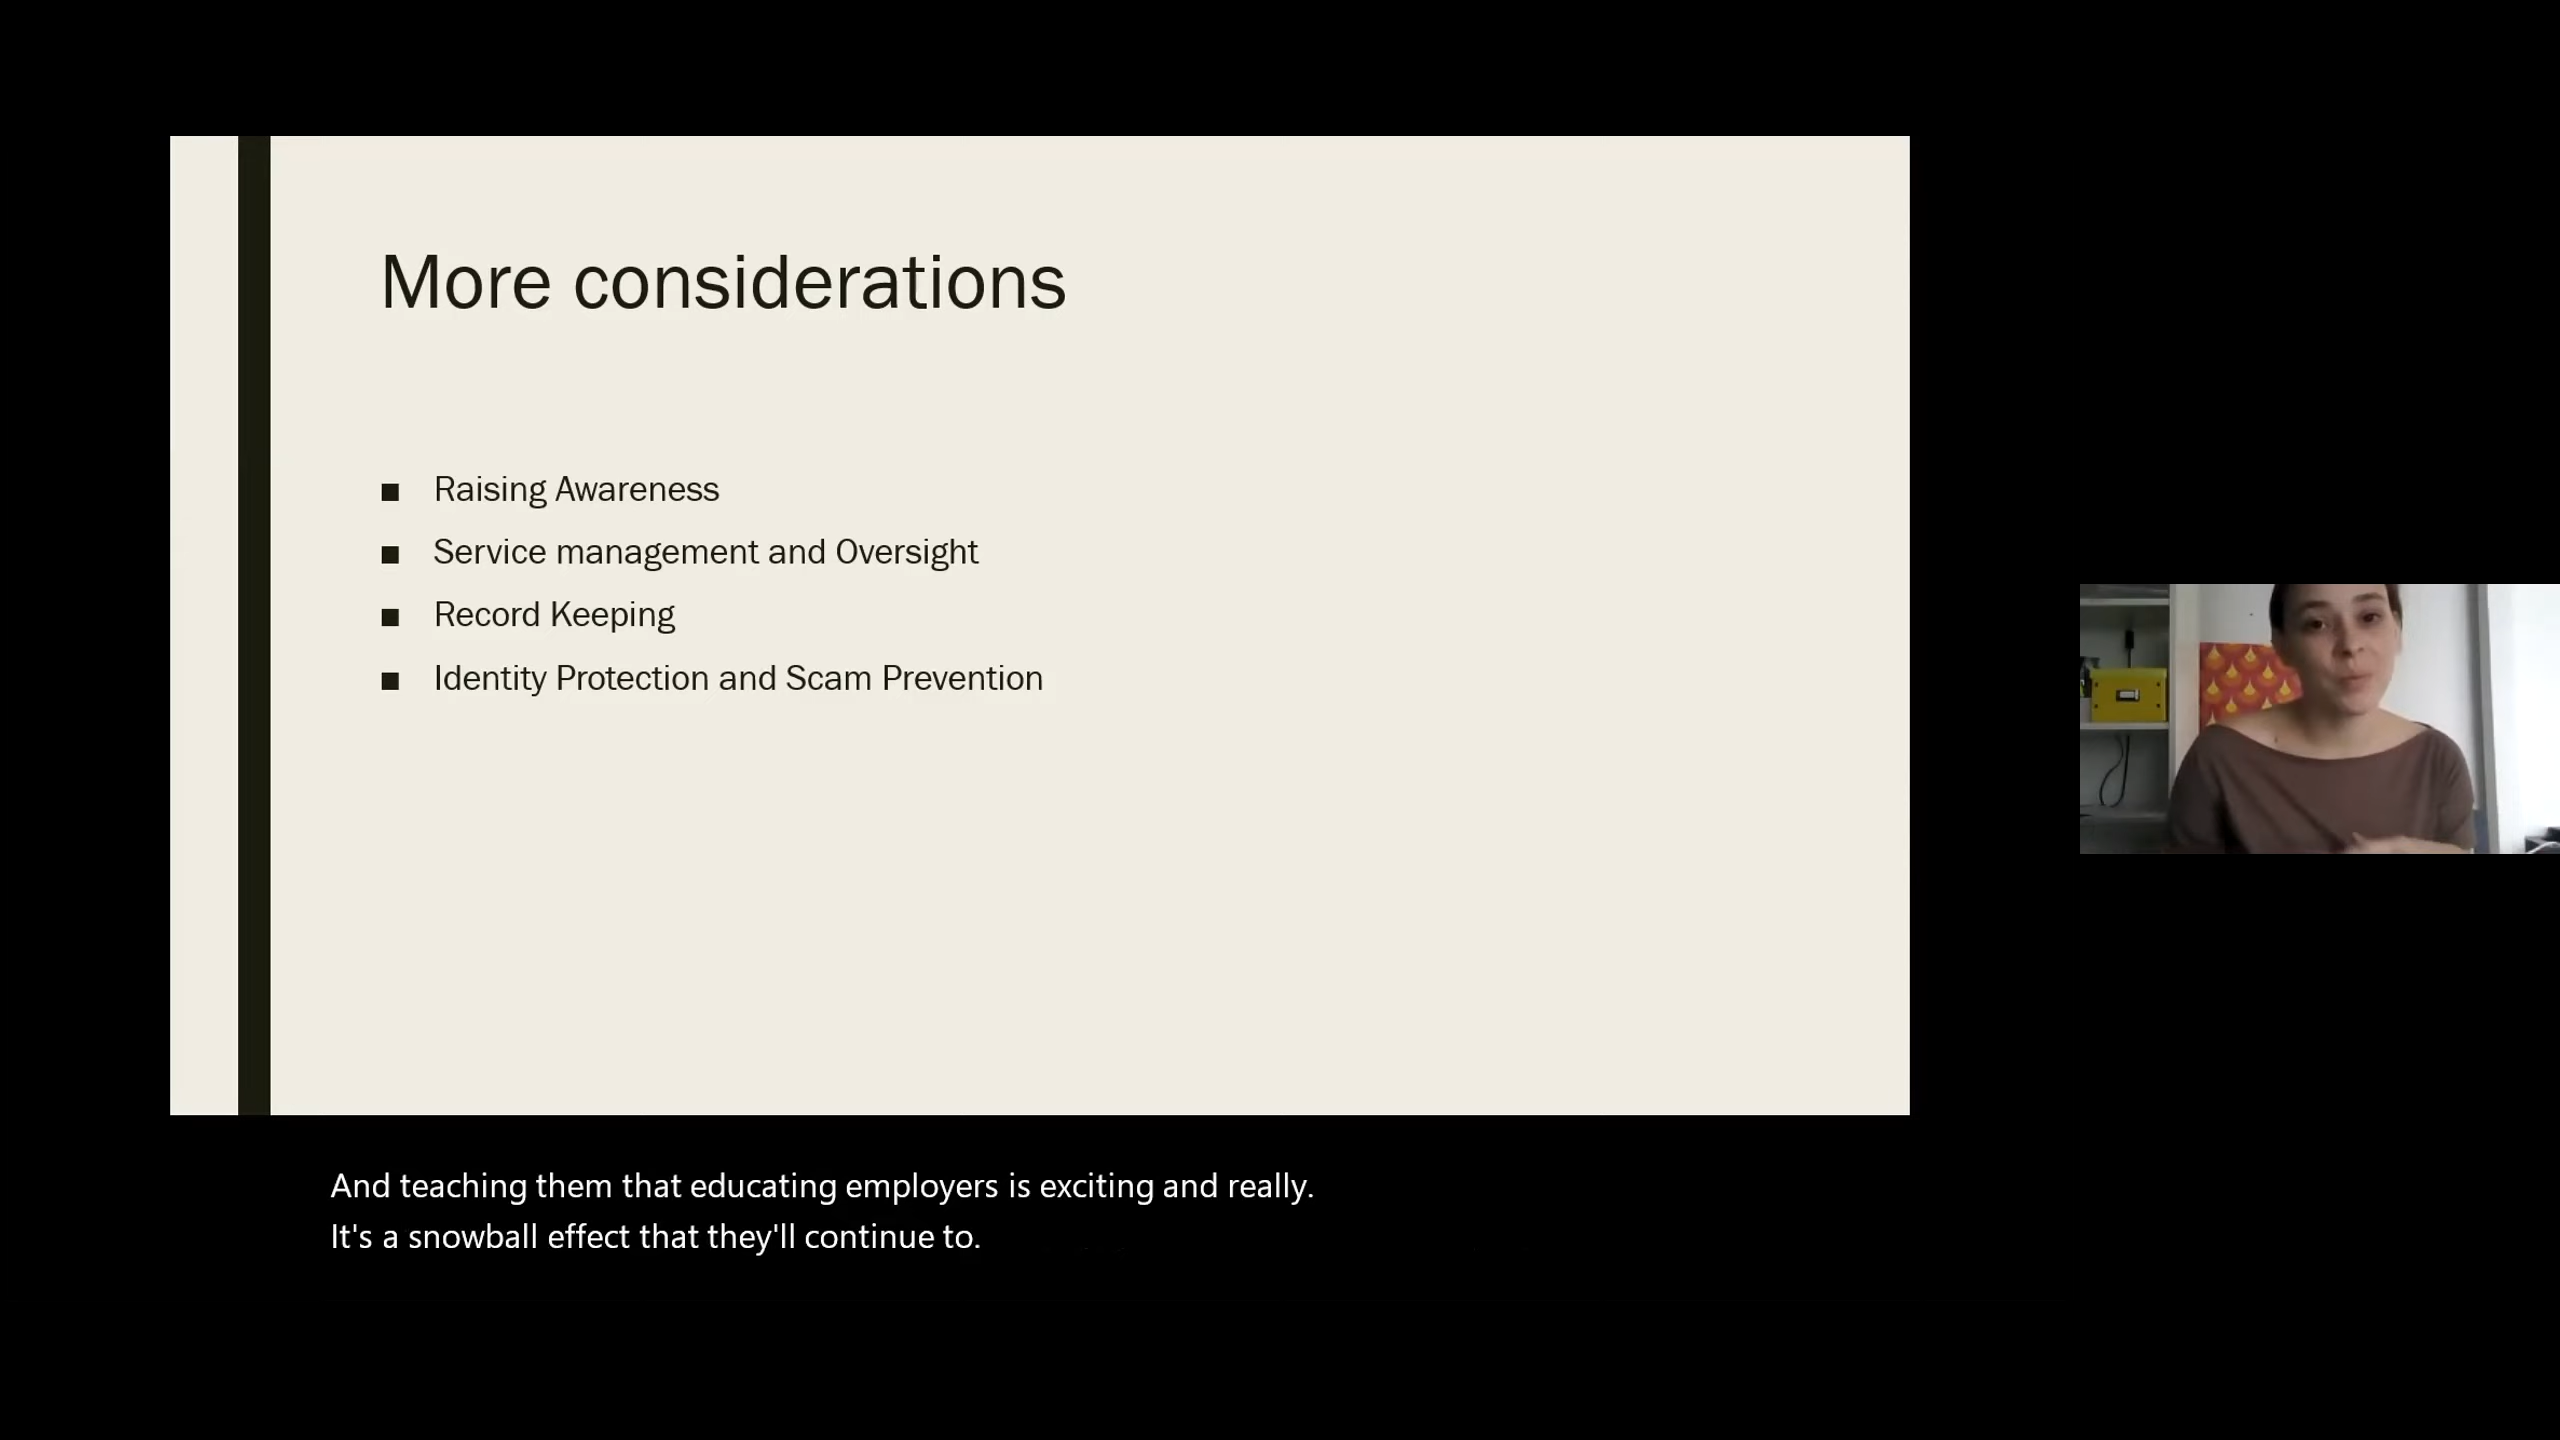 More considerations
Raising Awareness
Service management and Oversight
Record Keeping
Identity Protection and Scam Prevention
And teaching them that educating employers is exciting and really.
It's a snowball effect that they'll continue to.